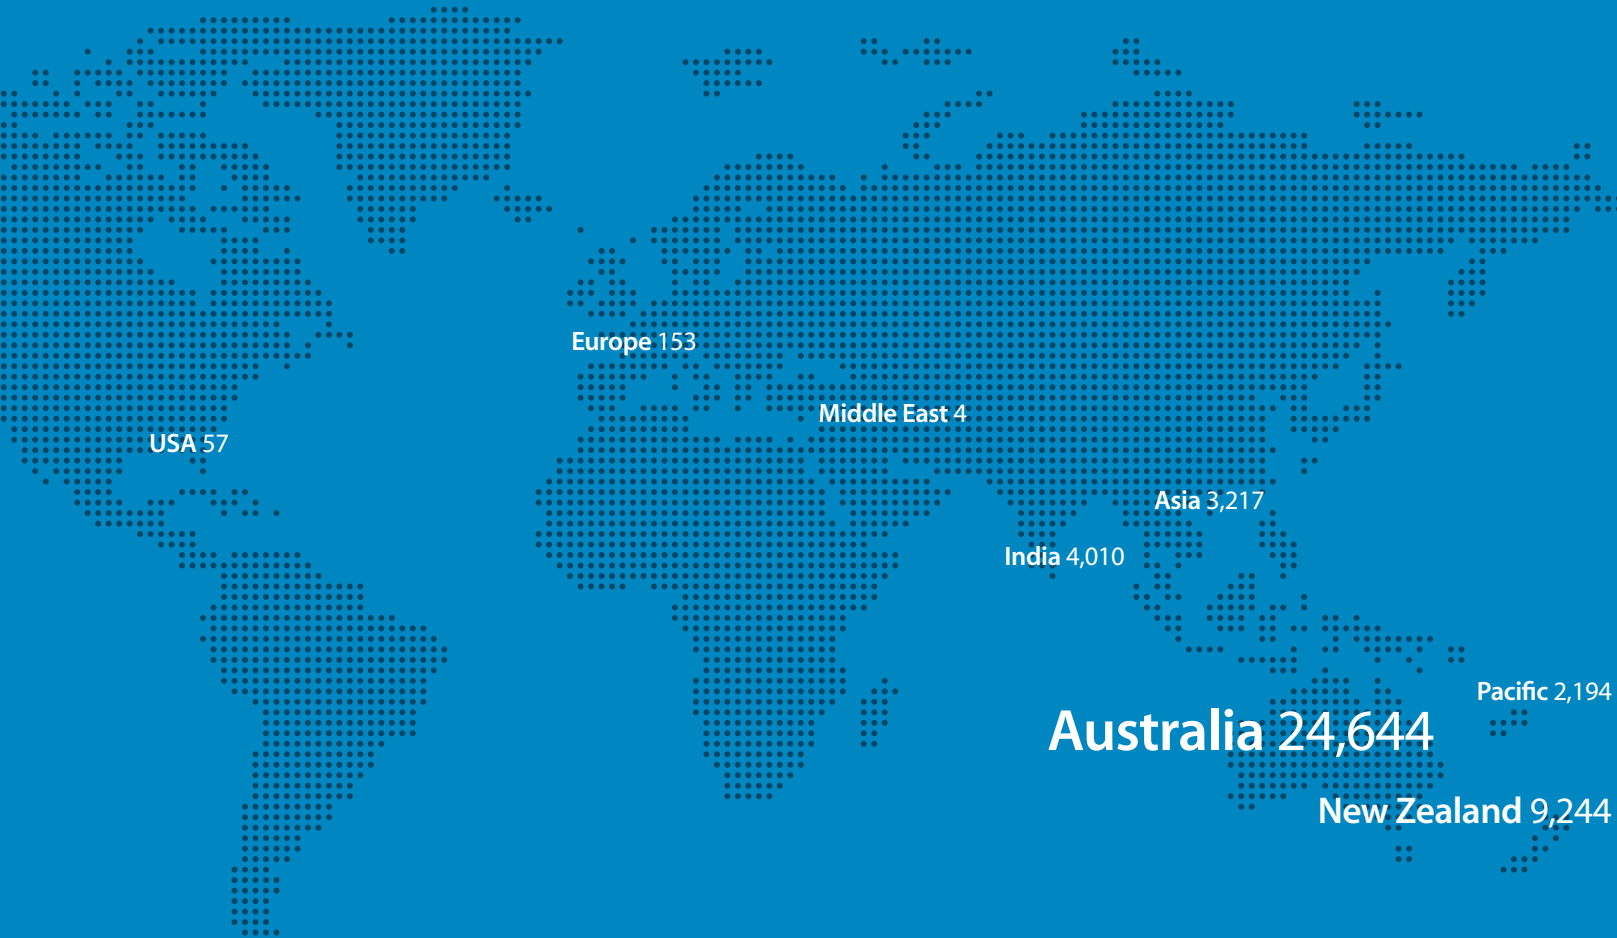 Europe 153
Middle East 4
USA 57
Asia 3,217
India 4,010
Pacific 2,194
Australia 24,644
New Zealand 9,244